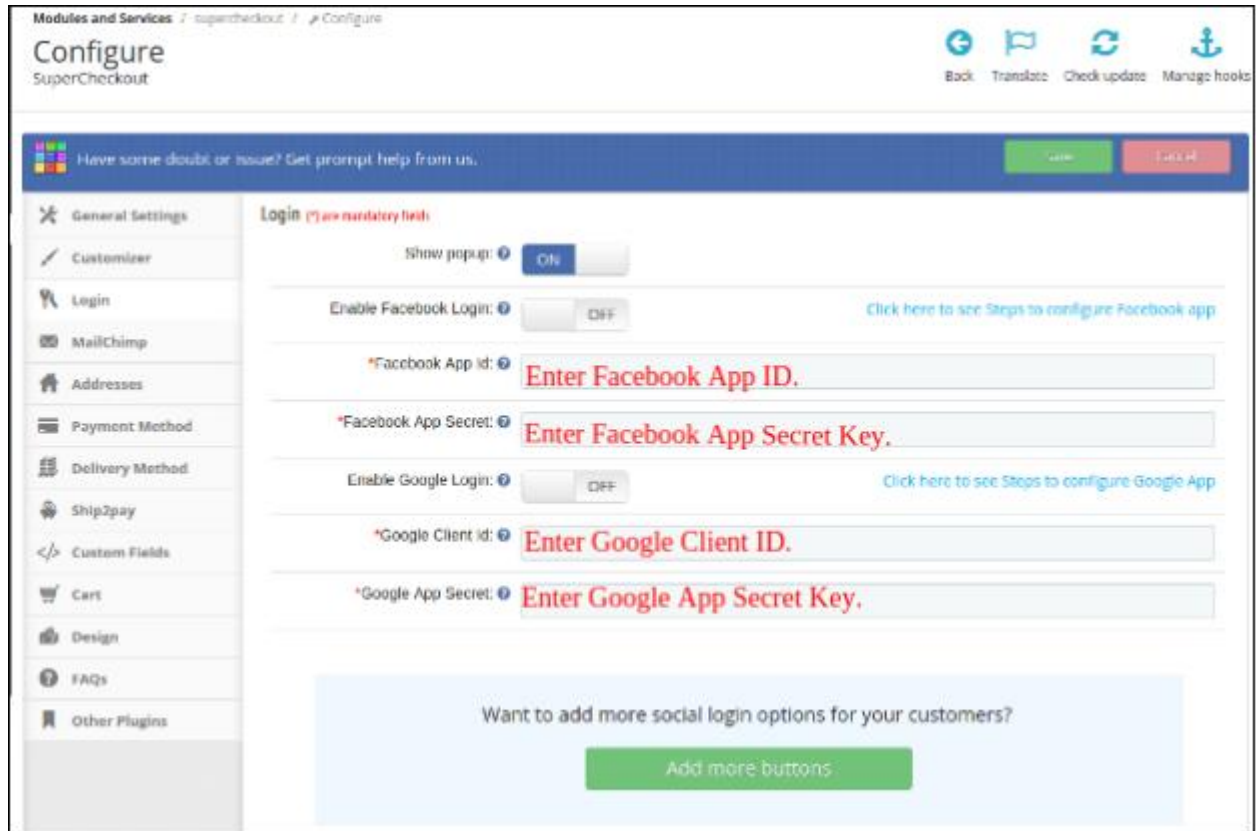 Modules and Services / supercheckout / Configure
Configure
SuperCheckout
Back Translate Check update Manage hooks
Have some doubt or issue? Get prompt help from us.
Save Cancel
General Settings
Customizer
Login
MailChimp
Addresses
Payment Method
Delivery Method
Ship2pay
Custom Fields
Cart
Design
FAQs
Other Plugins
Login (*) are mandatory fields
Show popup: ON
Enable Facebook Login: OFF Click here to see Steps to configure Facebook app
*Facebook App Id: Enter Facebook App ID.
*Facebook App Secret: Enter Facebook App Secret Key.
Enable Google Login: OFF Click here to see Steps to configure Google App
*Google Client Id: Enter Google Client ID.
*Google App Secret: Enter Google App Secret Key.
Want to add more social login options for your customers?
Add more buttons